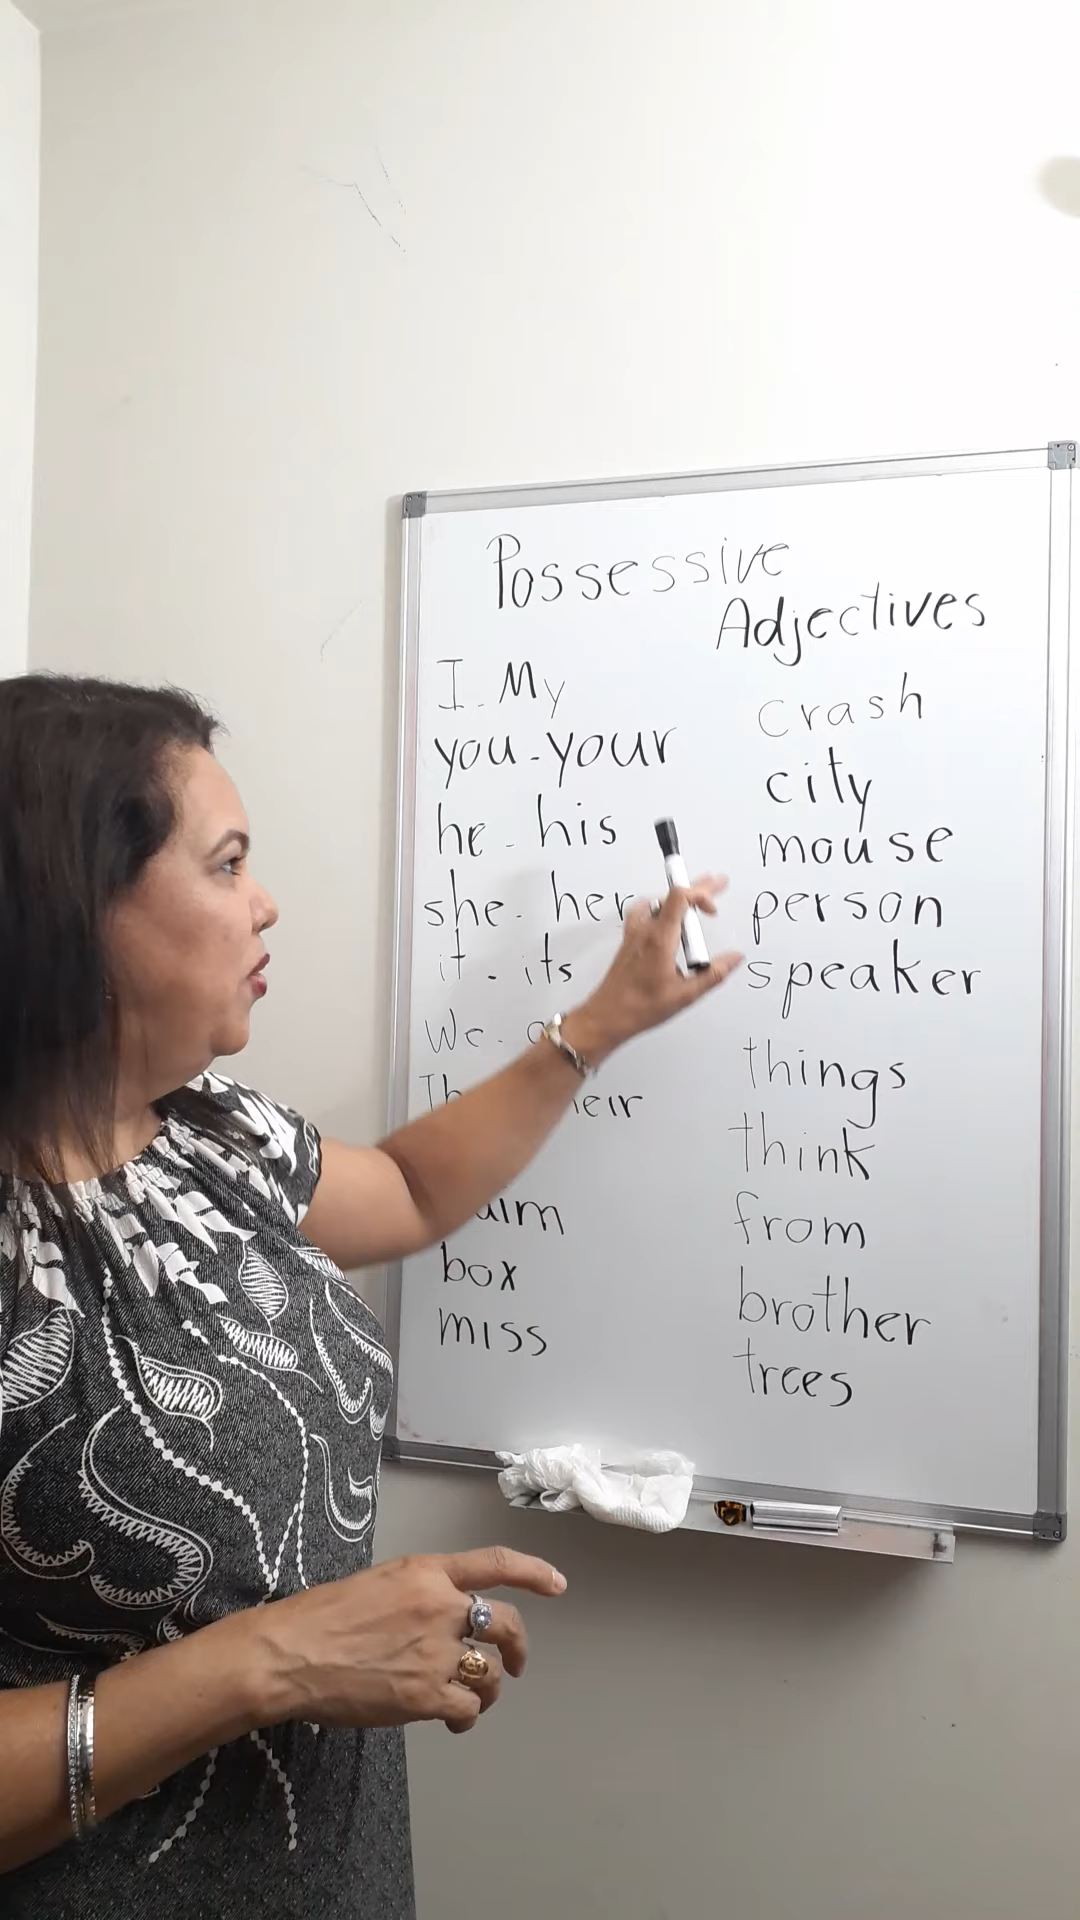 Possessive
Adjectives
I. My
you - your
he - his
she - her
it - its
We.
box
miss
crash
city
mouse
person
speaker
things
think
from
brother
trees